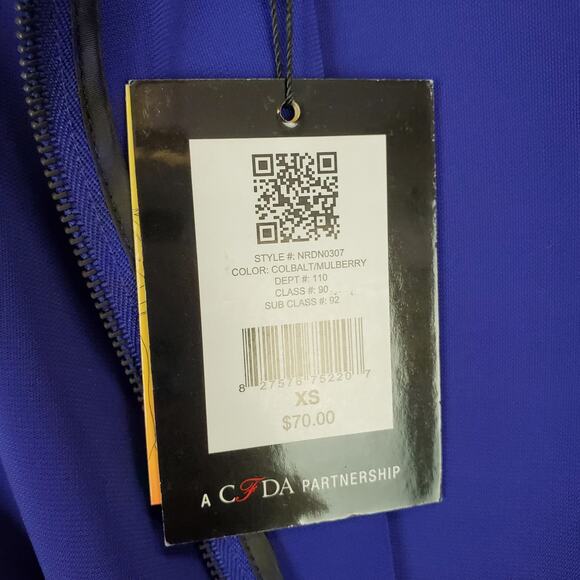 STYLE #: NRDN0307
COLOR: COLBALT/MULBERRY
DEPT #: 110
CLASS #: 90
SUB CLASS #: 92
8 27576 75220 7
XS
$70.00
A CFDA PARTNERSHIP